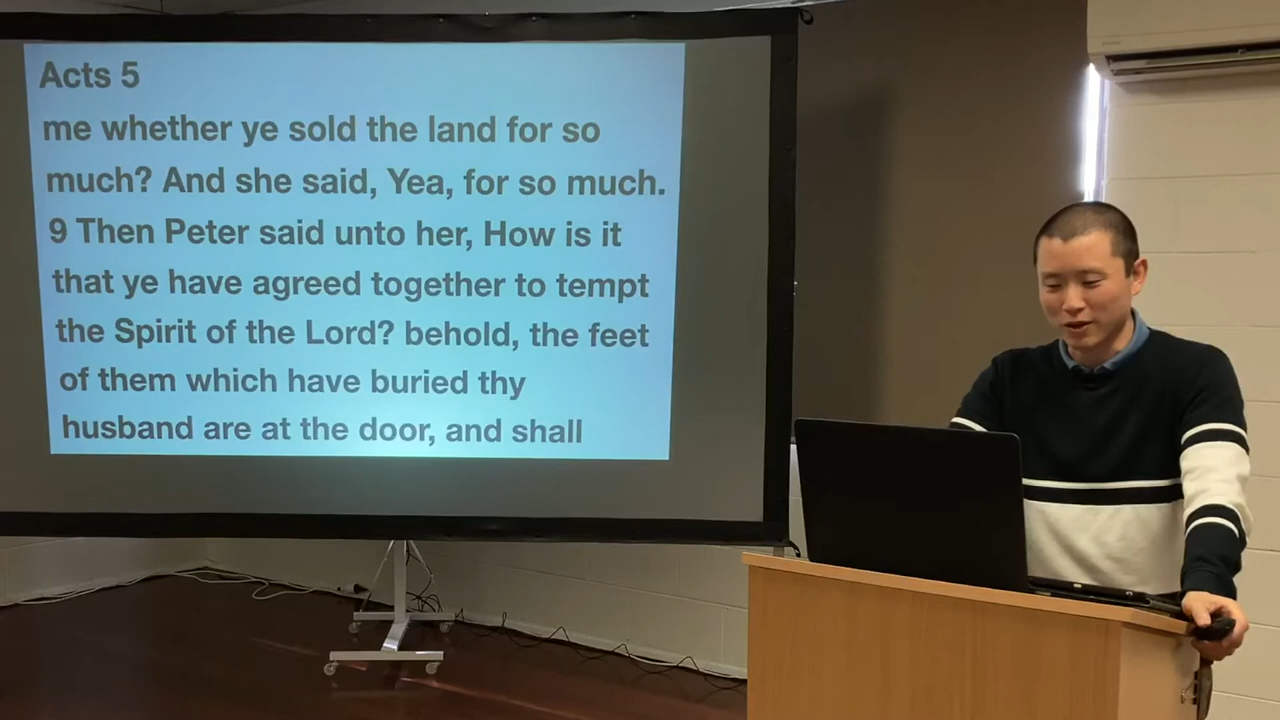 Acts 5
me whether ye sold the land for so
much? And she said, Yea, for so much.
9 Then Peter said unto her, How is it
that ye have agreed together to tempt
the Spirit of the Lord? behold, the feet
of them which have buried thy
husband are at the door, and shall